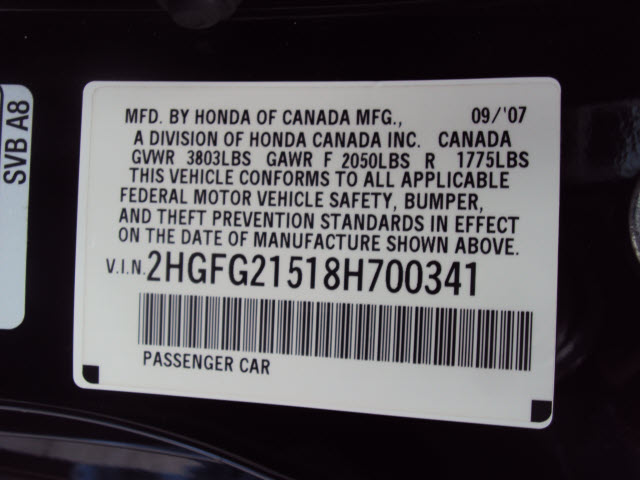 SVB A8
MFD. BY HONDA OF CANADA MFG., 09/'07
A DIVISION OF HONDA CANADA INC. CANADA
GVWR 3803LBS GAWR F 2050LBS R 1775LBS
THIS VEHICLE CONFORMS TO ALL APPLICABLE
FEDERAL MOTOR VEHICLE SAFETY, BUMPER,
AND THEFT PREVENTION STANDARDS IN EFFECT
ON THE DATE OF MANUFACTURE SHOWN ABOVE.
V.I.N. 2HGFG21518H700341
PASSENGER CAR